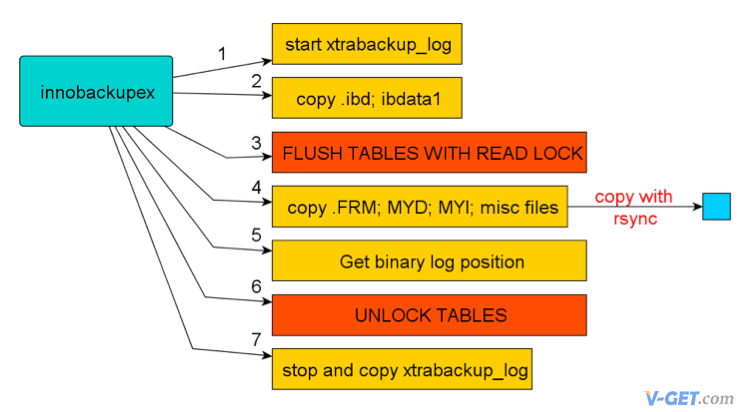 1
start xtrabackup_log
innobackupex
2
copy .ibd; ibdata1
3
FLUSH TABLES WITH READ LOCK
4
copy .FRM; MYD; MYI; misc files
copy with
rsync
5
Get binary log position
6
UNLOCK TABLES
7
stop and copy xtrabackup_log
V-GET.com